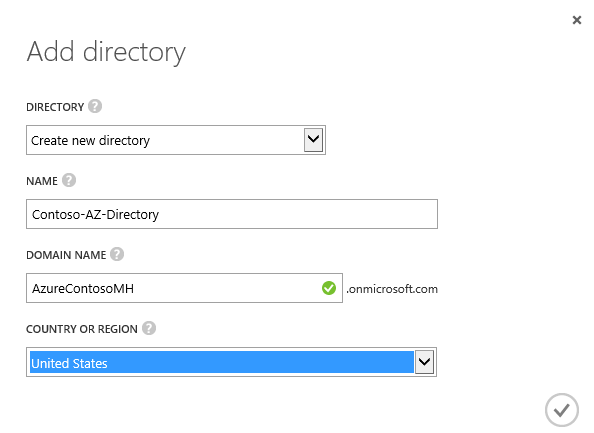 Add directory
DIRECTORY ?
Create new directory
NAME ?
Contoso-AZ-Directory
DOMAIN NAME ?
AzureContosoMH .onmicrosoft.com
COUNTRY OR REGION ?
United States